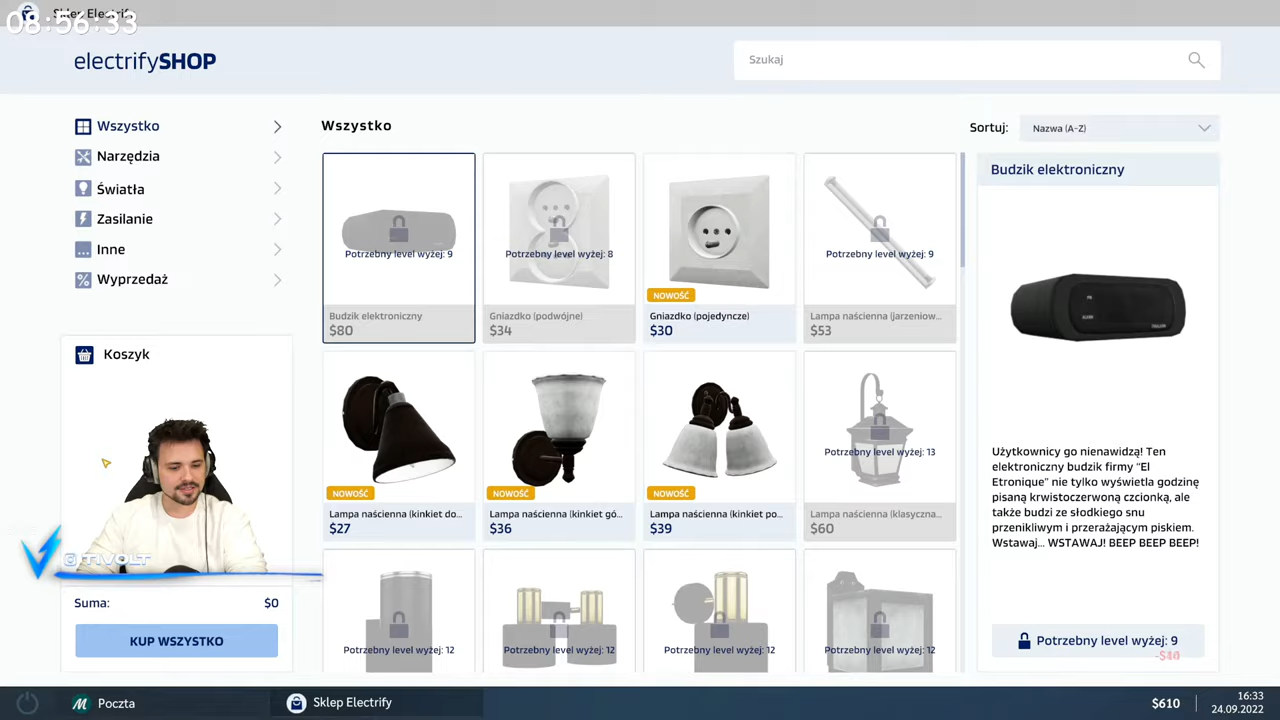 Sklep Electrify
08:56:33
electrifySHOP
Szukaj
Wszystko
Narzędzia
Światła
Zasilanie
Inne
Wyprzedaż
Wszystko
Sortuj:
Nazwa (A-Z)
Potrzebny level wyżej: 9
Budzik elektroniczny
$80
Potrzebny level wyżej: 8
Gniazdko (podwójne)
$34
NOWOŚĆ
Gniazdko (pojedyncze)
$30
Potrzebny level wyżej: 9
Lampa naścienna (jarzeniow...
$53
NOWOŚĆ
Lampa naścienna (kinkiet do...
$27
NOWOŚĆ
Lampa naścienna (kinkiet gó...
$36
NOWOŚĆ
Lampa naścienna (kinkiet po...
$39
Potrzebny level wyżej: 13
Lampa naścienna (klasyczna...
$60
Potrzebny level wyżej: 12
Potrzebny level wyżej: 12
Potrzebny level wyżej: 12
Potrzebny level wyżej: 12
Budzik elektroniczny
Użytkownicy go nienawidzą! Ten
elektroniczny budzik firmy "El
Etronique" nie tylko wyświetla godzinę
pisaną krwistoczerwoną czcionką, ale
także budzi ze słodkiego snu
przenikliwym i przerażającym piskiem.
Wstawaj... WSTAWAJ! BEEP BEEP BEEP!
Potrzebny level wyżej: 9
Koszyk
Suma:
$0
KUP WSZYSTKO
Poczta
Sklep Electrify
$610
16:33
24.09.2022